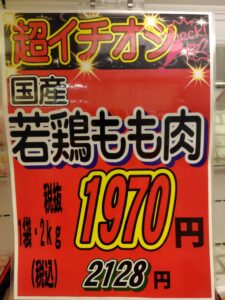 超イチオシ
国産
若鶏もも肉
税抜
1袋・2kg
1970円
(税込)
2128円